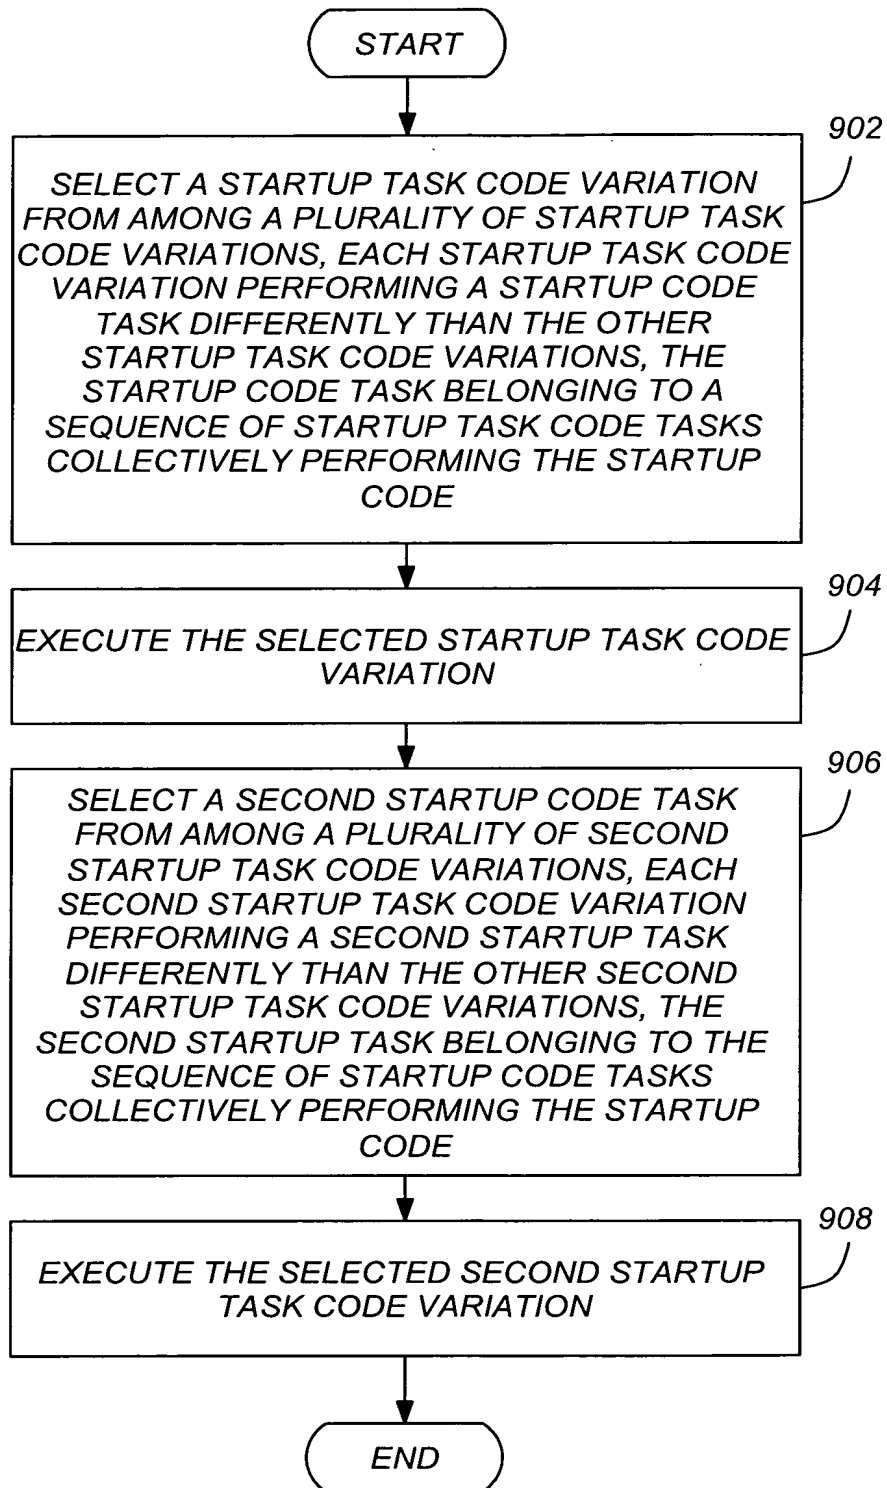 START
902
SELECT A STARTUP TASK CODE VARIATION
FROM AMONG A PLURALITY OF STARTUP TASK
CODE VARIATIONS, EACH STARTUP TASK CODE
VARIATION PERFORMING A STARTUP CODE
TASK DIFFERENTLY THAN THE OTHER
STARTUP TASK CODE VARIATIONS, THE
STARTUP CODE TASK BELONGING TO A
SEQUENCE OF STARTUP TASK CODE TASKS
COLLECTIVELY PERFORMING THE STARTUP
CODE
904
EXECUTE THE SELECTED STARTUP TASK CODE
VARIATION
906
SELECT A SECOND STARTUP CODE TASK
FROM AMONG A PLURALITY OF SECOND
STARTUP TASK CODE VARIATIONS, EACH
SECOND STARTUP TASK CODE VARIATION
PERFORMING A SECOND STARTUP TASK
DIFFERENTLY THAN THE OTHER SECOND
STARTUP TASK CODE VARIATIONS, THE
SECOND STARTUP TASK BELONGING TO THE
SEQUENCE OF STARTUP CODE TASKS
COLLECTIVELY PERFORMING THE STARTUP
CODE
908
EXECUTE THE SELECTED SECOND STARTUP
TASK CODE VARIATION
END